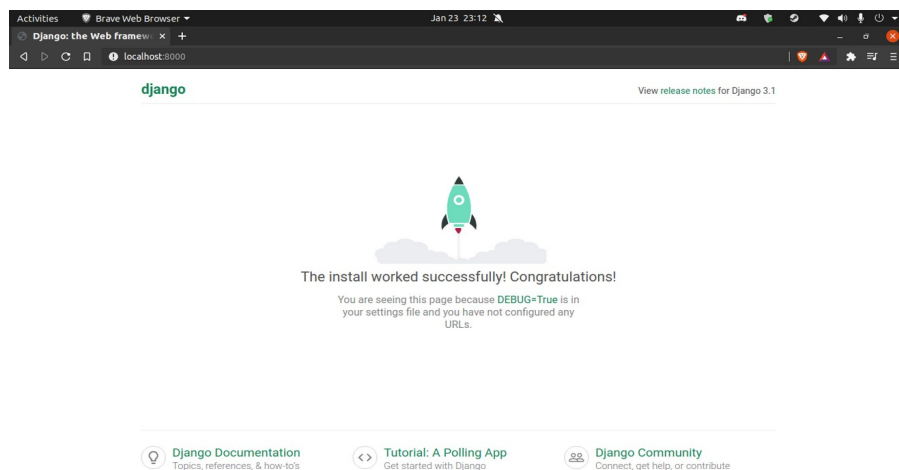 Activities Brave Web Browser Jan 23 23:12
Django: the Web framew
localhost:8000
django View release notes for Django 3.1
The install worked successfully! Congratulations!
You are seeing this page because DEBUG=True is in
your settings file and you have not configured any
URLs.
Django Documentation Tutorial: A Polling App Django Community
Topics, references, & how-to's Get started with Django Connect, get help, or contribute